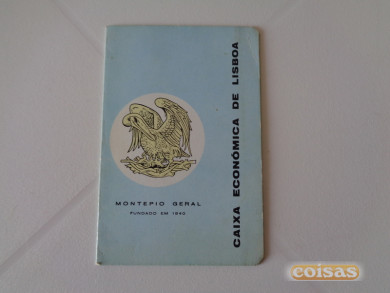 MONTEPIO GERAL
FUNDADO EM 1840
CAIXA ECONÓMICA DE LISBOA
coisas